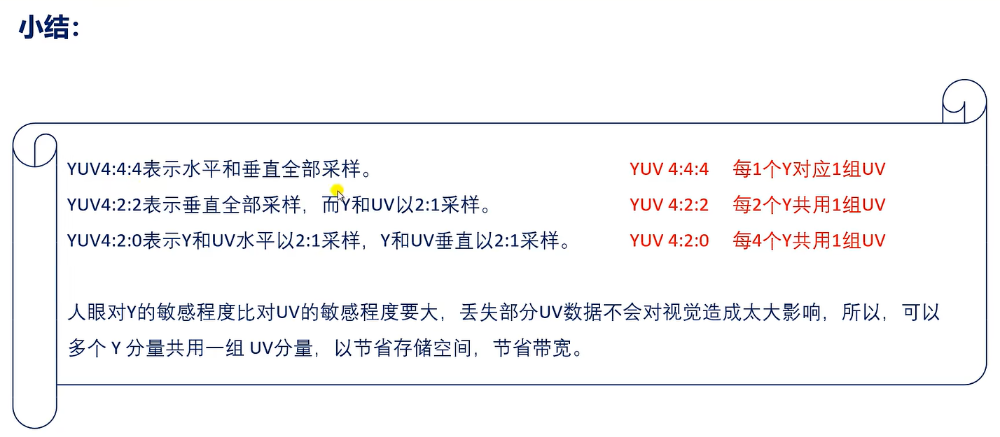 小结：
YUV4:4:4表示水平和垂直全部采样。 YUV 4:4:4 每1个Y对应1组UV
YUV4:2:2表示垂直全部采样，而Y和UV以2:1采样。 YUV 4:2:2 每2个Y共用1组UV
YUV4:2:0表示Y和UV水平以2:1采样，Y和UV垂直以2:1采样。 YUV 4:2:0 每4个Y共用1组UV
人眼对Y的敏感程度比对UV的敏感程度要大，丢失部分UV数据不会对视觉造成太大影响，所以，可以
多个 Y 分量共用一组 UV分量，以节省存储空间，节省带宽。